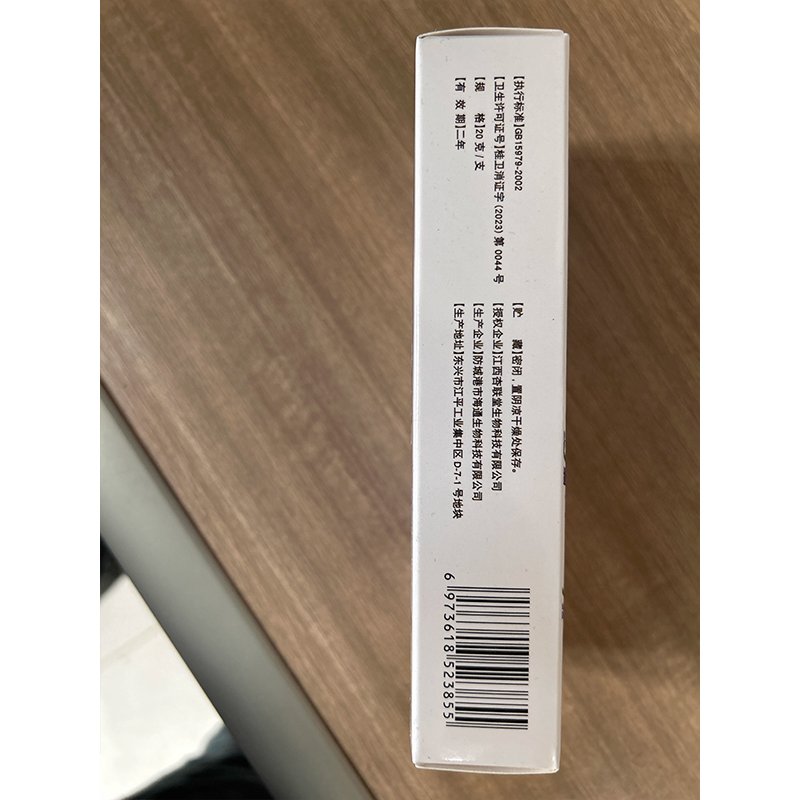 【执行标准】GB15979-2002
【卫生许可证号】桂卫消证字(2023)第0044号
【规 格】20克/支
【有 效 期】二年
【贮 藏】密闭，置阴凉干燥处保存。
【授权企业】江西杏联堂生物科技有限公司
【生产企业】防城港市海通生物科技有限公司
【生产地址】东兴市江平工业集中区D-7-1号地块
6 973618 523855